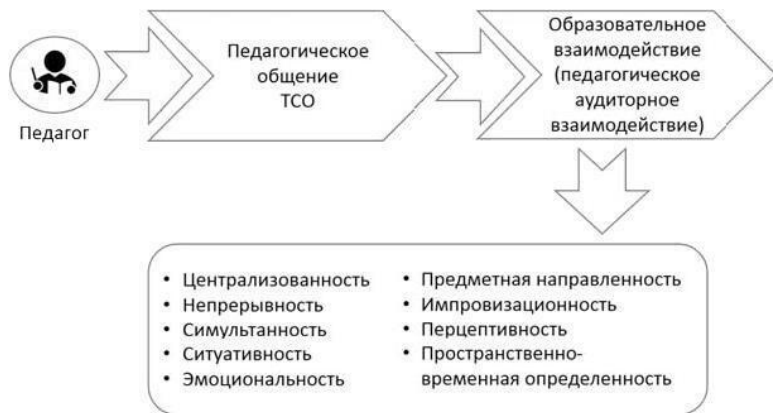 Педагог
Педагогическое
общение
ТСО
Образовательное
взаимодействие
(педагогическое
аудиторное
взаимодействие)
• Централизованность
• Непрерывность
• Симультанность
• Ситуативность
• Эмоциональность
• Предметная направленность
• Импровизационность
• Перцептивность
• Пространственно-
временная определенность